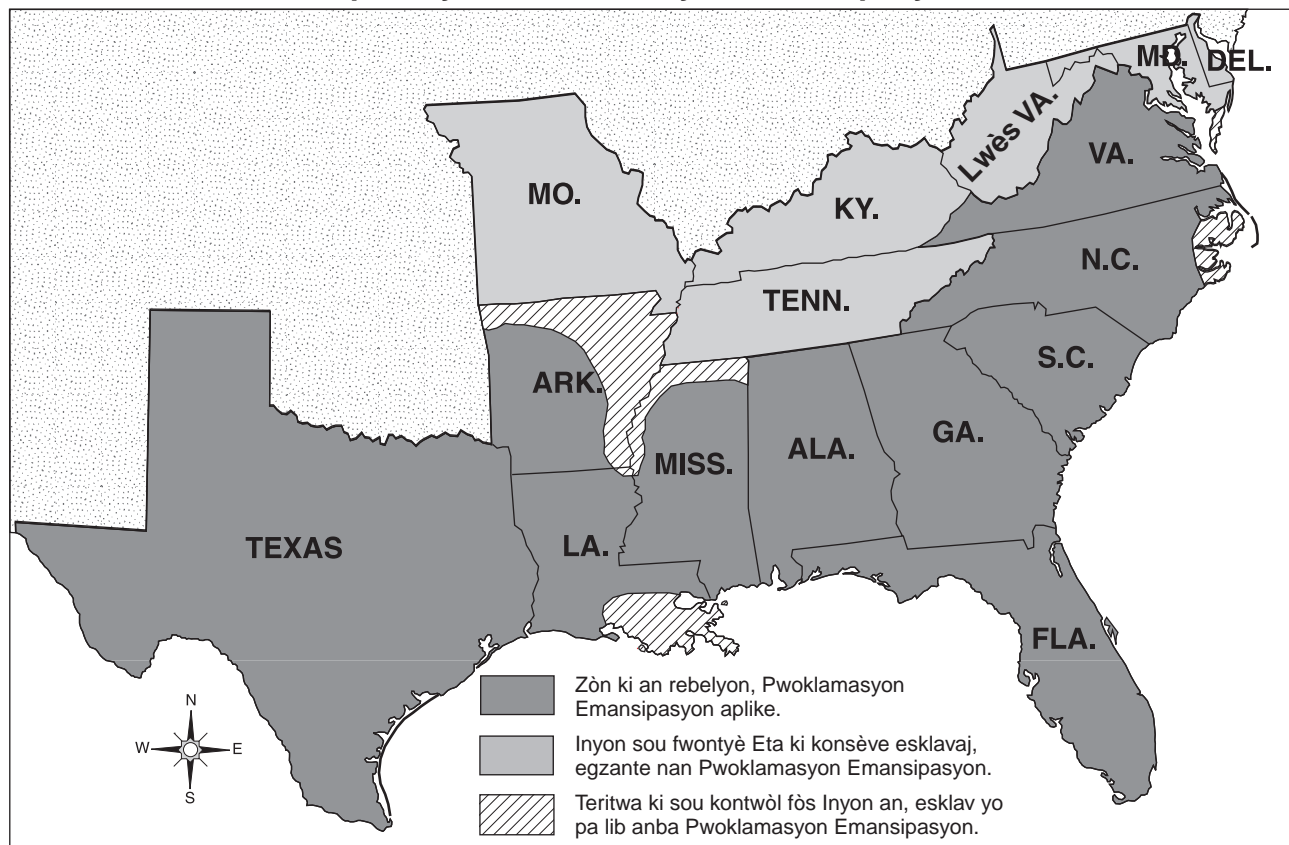 MD.
DEL.
Lwès VA.
VA.
MO.
KY.
N.C.
TENN.
S.C.
ARK.
GA.
MISS.
ALA.
TEXAS
LA.
FLA.
N
W
E
S
Zòn ki an rebelyon, Pwoklamasyon
Emansipasyon aplike.
Inyon sou fwontyè Eta ki konsève esklavaj,
egzante nan Pwoklamasyon Emansipasyon.
Teritwa ki sou kontwòl fòs Inyon an, esklav yo
pa lib anba Pwoklamasyon Emansipasyon.